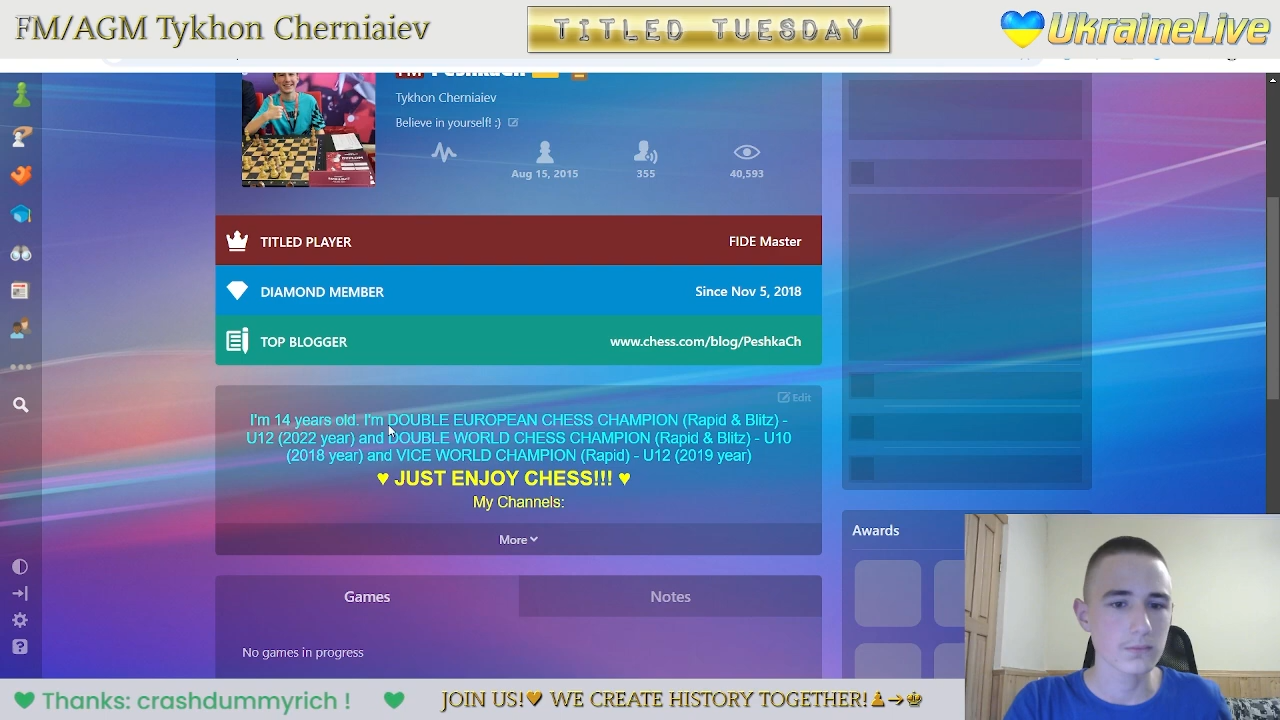 FM/AGM Tykhon Cherniaiev
TITLED TUESDAY
UkraineLive
FM PeshkaCh
Tykhon Cherniaiev
Believe in yourself! :)
Aug 15, 2015
355
40,593
TITLED PLAYER
FIDE Master
DIAMOND MEMBER
Since Nov 5, 2018
TOP BLOGGER
www.chess.com/blog/PeshkaCh
Edit
I'm 14 years old. I'm DOUBLE EUROPEAN CHESS CHAMPION (Rapid & Blitz) -
U12 (2022 year) and DOUBLE WORLD CHESS CHAMPION (Rapid & Blitz) - U10
(2018 year) and VICE WORLD CHAMPION (Rapid) - U12 (2019 year)
♥ JUST ENJOY CHESS!!! ♥
My Channels:
More
Games
Notes
No games in progress
Awards
Thanks: crashdummyrich !
JOIN US!♥ WE CREATE HISTORY TOGETHER!♟→♚